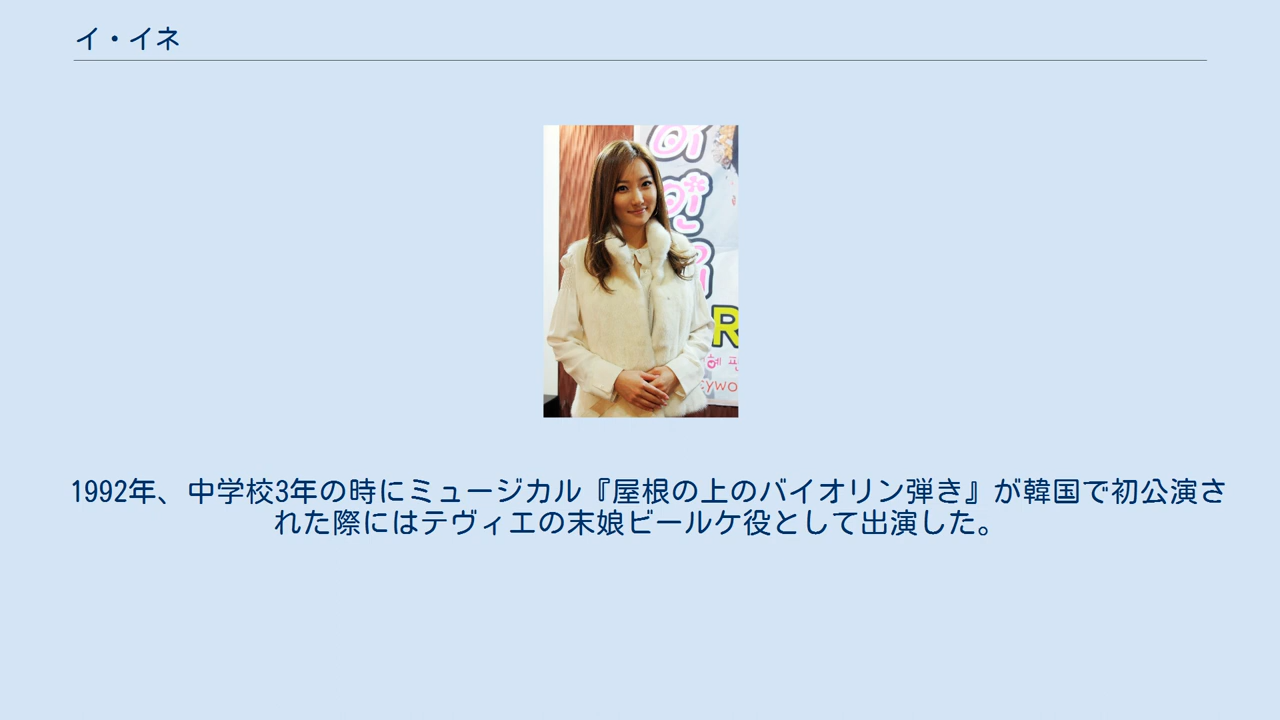 イ・イネ
R
혜 판
1992年、中学校3年の時にミュージカル『屋根の上のバイオリン弾き』が韓国で初公演さ
れた際にはテヴィエの末娘ビールケ役として出演した。